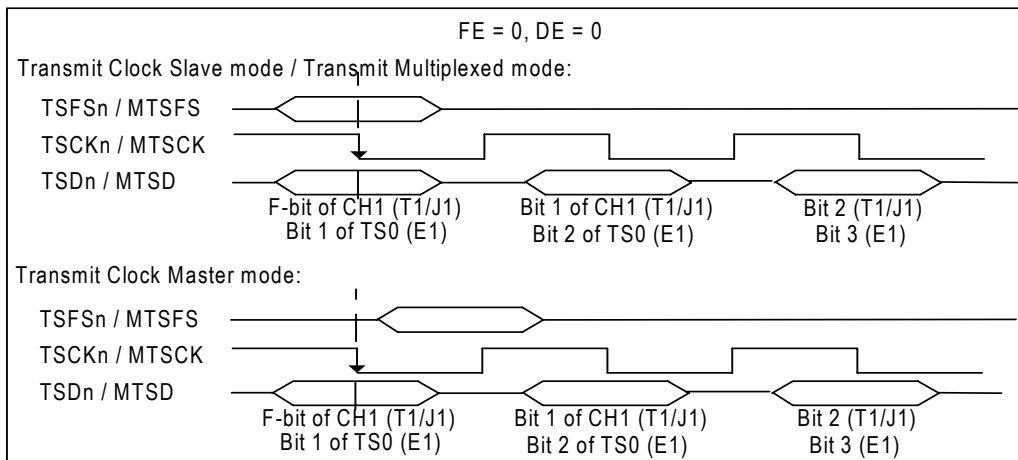 FE = 0, DE = 0
Transmit Clock Slave mode / Transmit Multiplexed mode:
TSFSn / MTSFS
TSCKn / MTSCK
TSDn / MTSD
F-bit of CH1 (T1/J1) Bit 1 of CH1 (T1/J1) Bit 2 (T1/J1)
Bit 1 of TS0 (E1) Bit 2 of TS0 (E1) Bit 3 (E1)
Transmit Clock Master mode:
TSFSn / MTSFS
TSCKn / MTSCK
TSDn / MTSD
F-bit of CH1 (T1/J1) Bit 1 of CH1 (T1/J1) Bit 2 (T1/J1)
Bit 1 of TS0 (E1) Bit 2 of TS0 (E1) Bit 3 (E1)